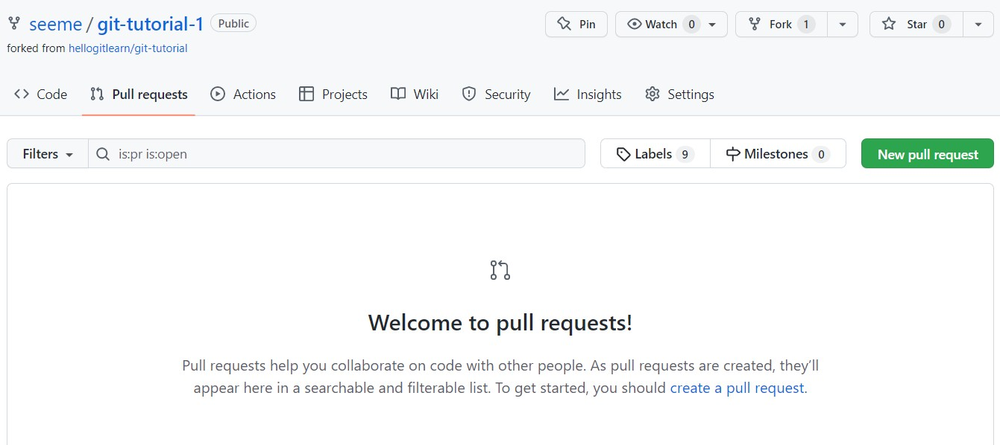 seeme / git-tutorial-1 Public Pin Watch 0 Fork 1 Star 0
forked from hellogitlearn/git-tutorial
Code Pull requests Actions Projects Wiki Security Insights Settings
Filters is:pr is:open Labels 9 Milestones 0 New pull request
Welcome to pull requests!
Pull requests help you collaborate on code with other people. As pull requests are created, they’ll
appear here in a searchable and filterable list. To get started, you should create a pull request.